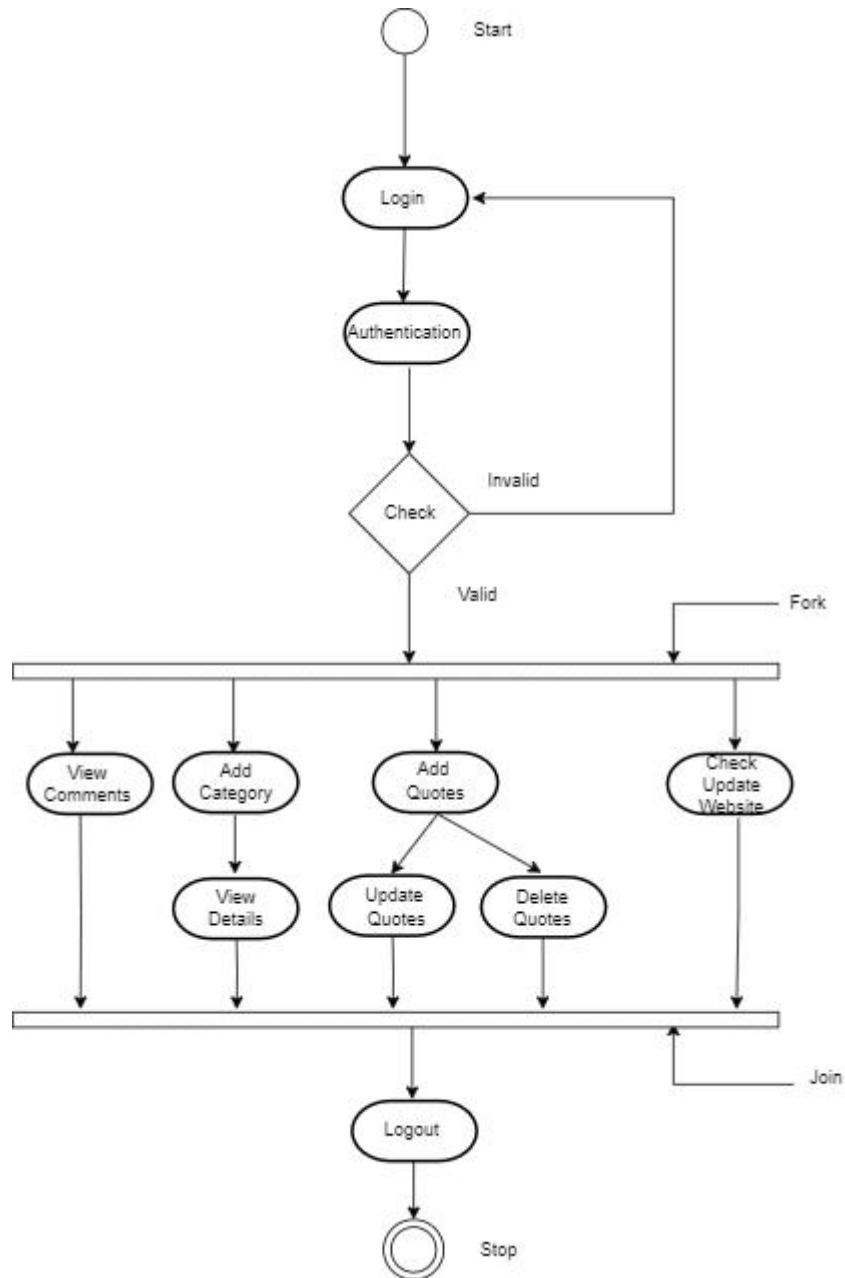 Start
Login
Authentication
Invalid
Check
Valid
Fork
View
Comments
Add
Category
Add
Quotes
Check
Update
Website
View
Details
Update
Quotes
Delete
Quotes
Join
Logout
Stop